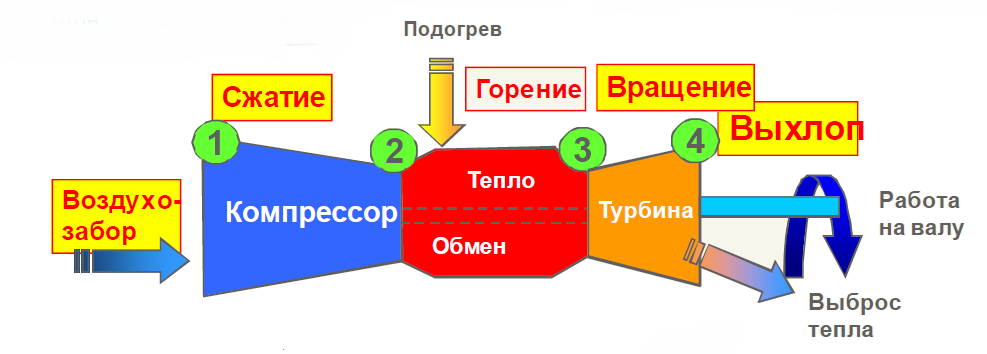 Подогрев
Сжатие
Горение
Вращение
Выхлоп
1
2
3
4
Воздухо-
забор
Компрессор
Тепло
Обмен
Турбина
Работа
на валу
Выброс
тепла